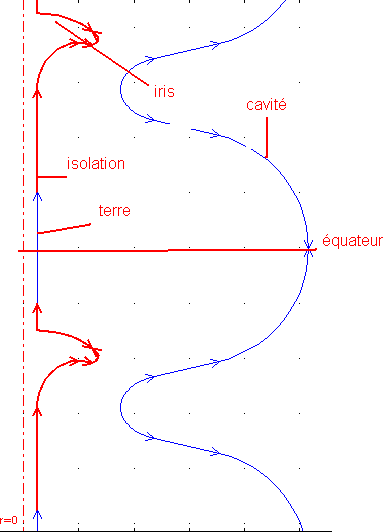 iris
cavité
isolation
terre
équateur
r=0